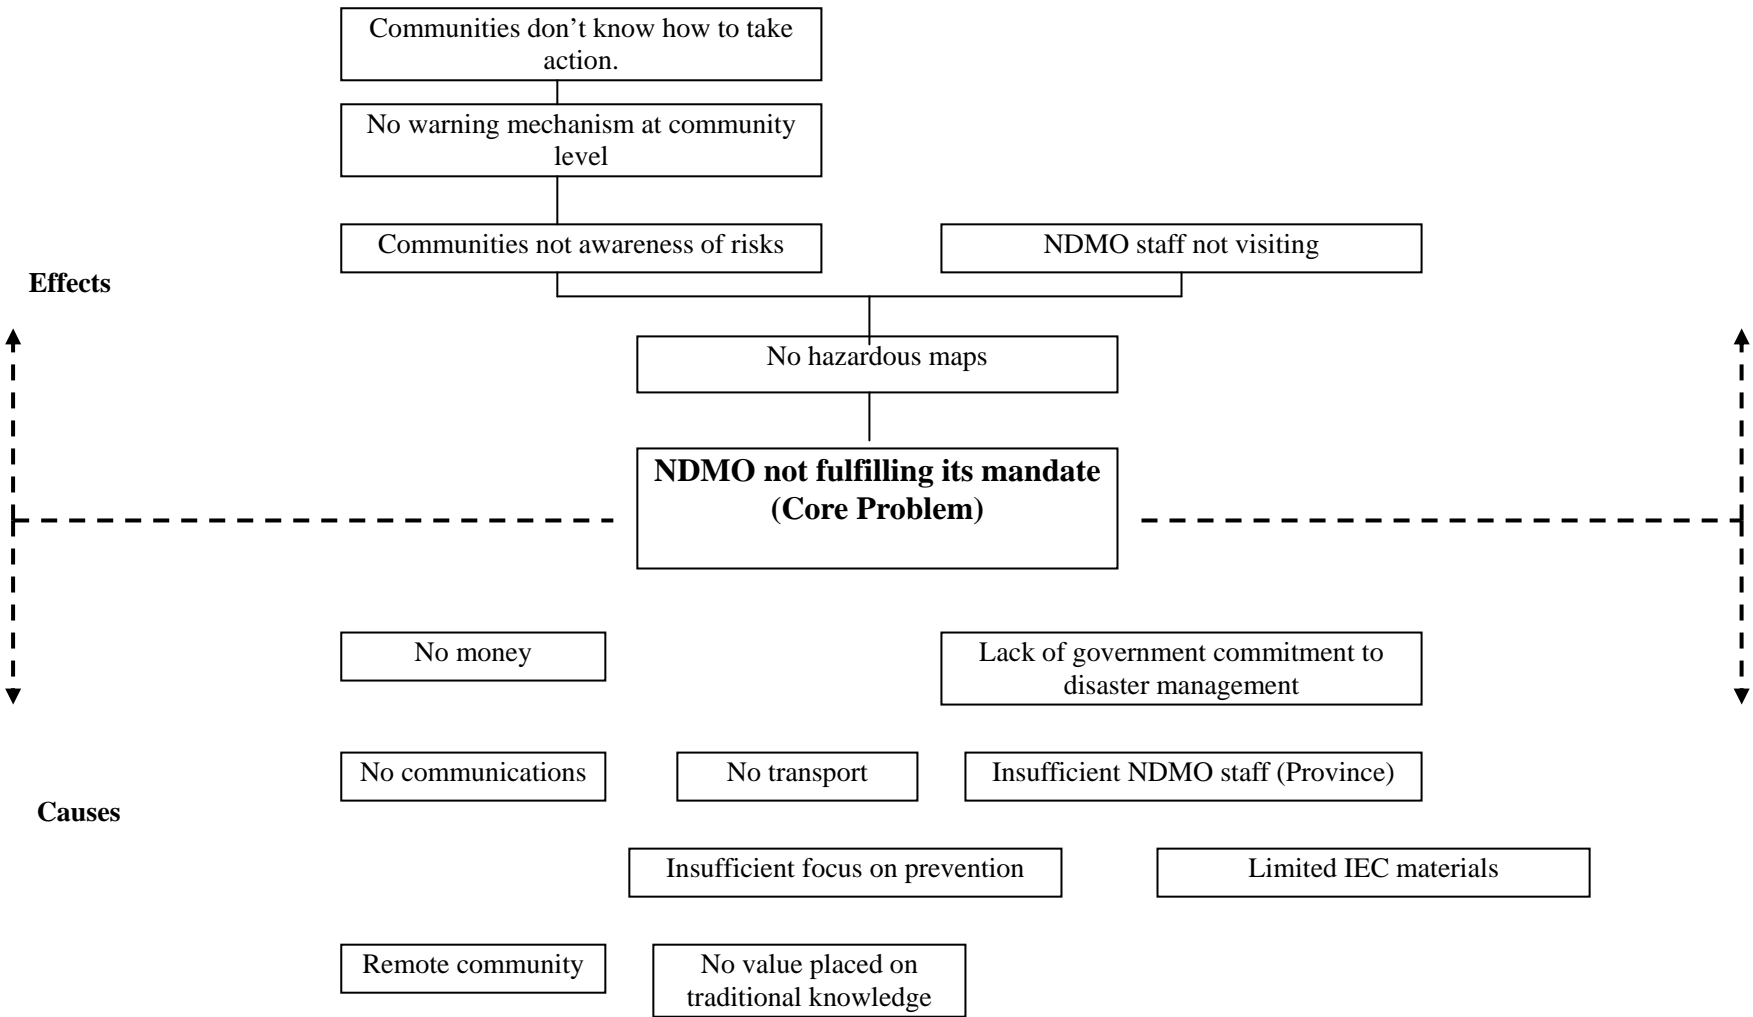 Communities don’t know how to take
action.
No warning mechanism at community
level
Communities not awareness of risks
NDMO staff not visiting
Effects
No hazardous maps
NDMO not fulfilling its mandate
(Core Problem)
No money
Lack of government commitment to
disaster management
No communications
No transport
Insufficient NDMO staff (Province)
Causes
Insufficient focus on prevention
Limited IEC materials
Remote community
No value placed on
traditional knowledge